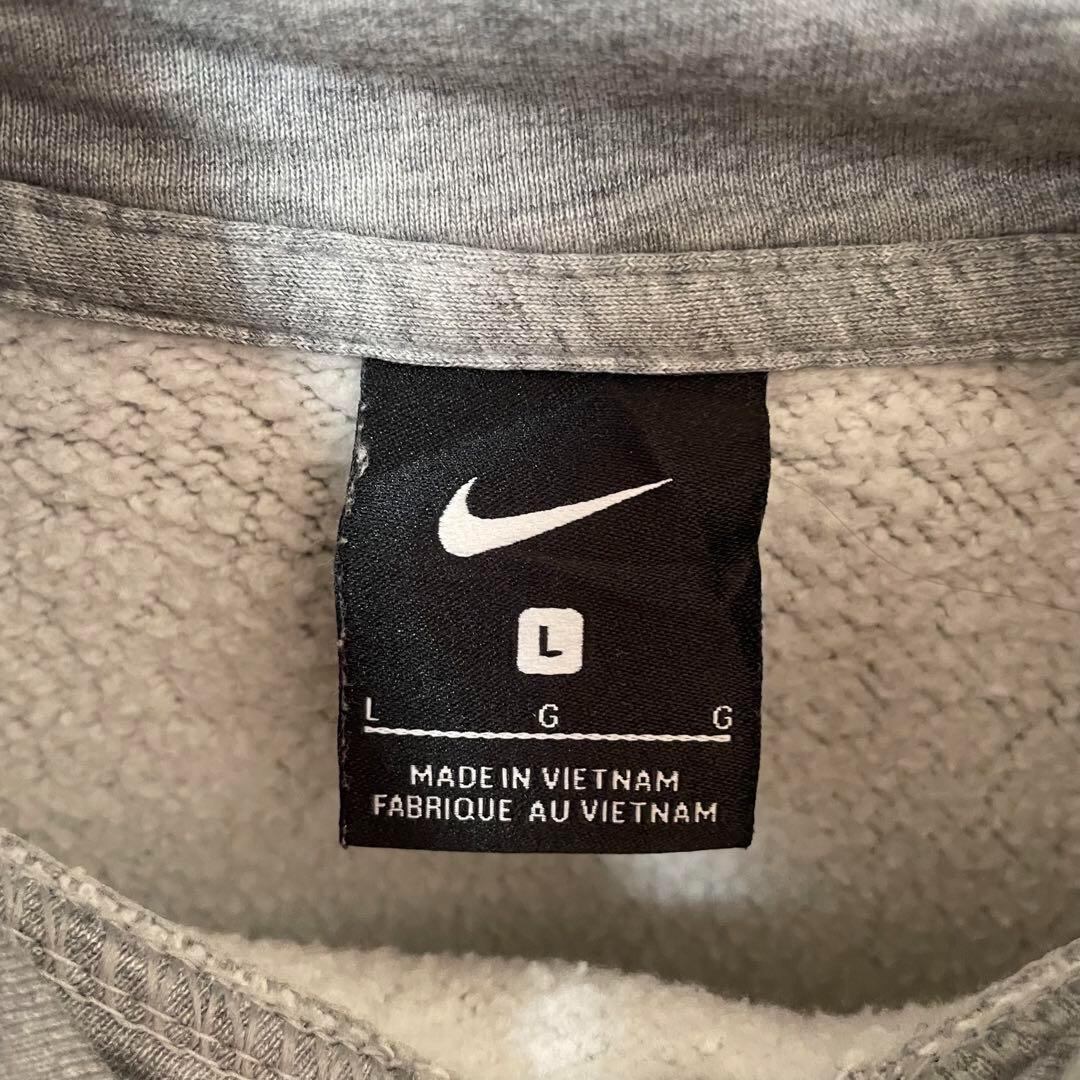 L
L G G
MADE IN VIETNAM
FABRIQUE AU VIETNAM